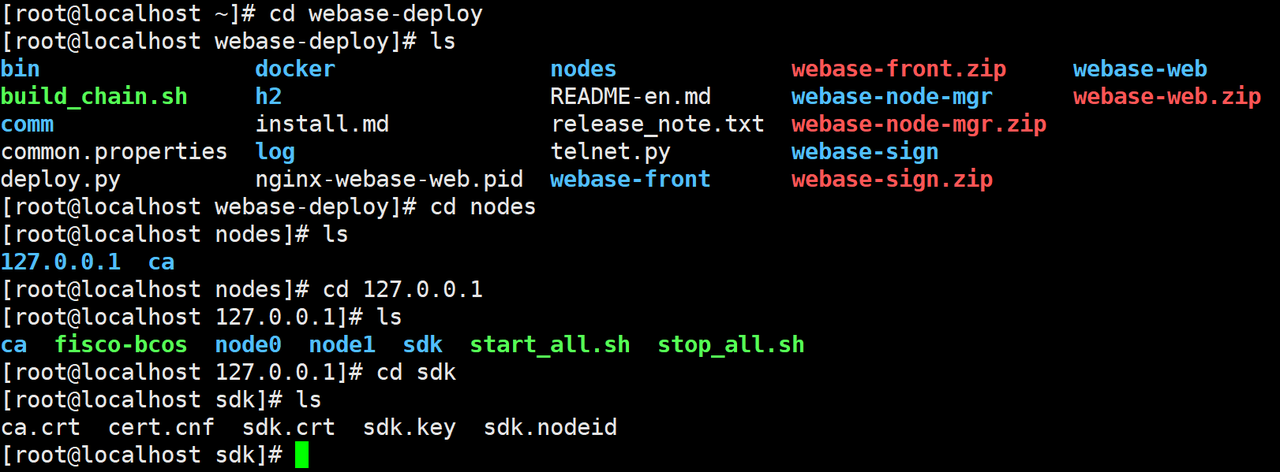 [root@localhost ~]# cd webase-deploy
[root@localhost webase-deploy]# ls
bin docker nodes webase-front.zip webase-web
build_chain.sh h2 README-en.md webase-node-mgr webase-web.zip
comm install.md release_note.txt webase-node-mgr.zip
common.properties log telnet.py webase-sign
deploy.py nginx-webase-web.pid webase-front webase-sign.zip
[root@localhost webase-deploy]# cd nodes
[root@localhost nodes]# ls
127.0.0.1 ca
[root@localhost nodes]# cd 127.0.0.1
[root@localhost 127.0.0.1]# ls
ca fisco-bcos node0 node1 sdk start_all.sh stop_all.sh
[root@localhost 127.0.0.1]# cd sdk
[root@localhost sdk]# ls
ca.crt cert.cnf sdk.crt sdk.key sdk.nodeid
[root@localhost sdk]#